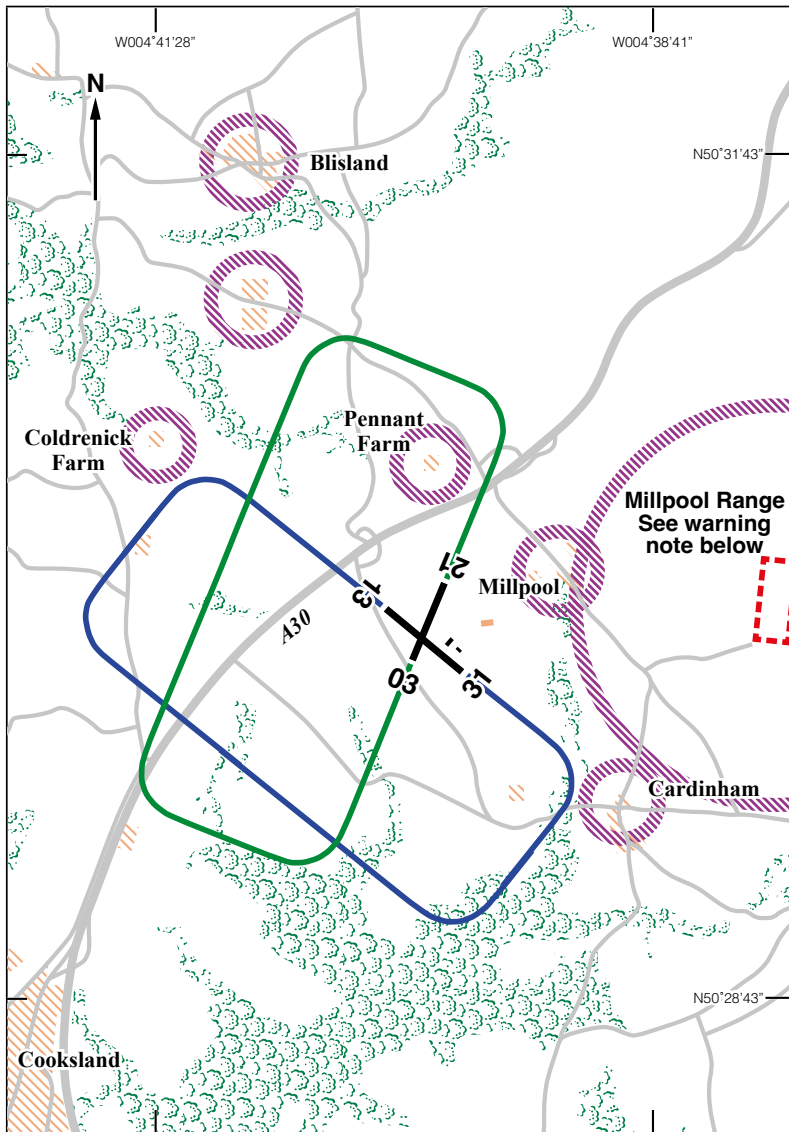 W004˚41'28"
W004˚38'41"
N
N50˚31'43"
Blisland
Coldrenick
Farm
Pennant
Farm
Millpool Range
See warning
note below
Millpool
21
13
A30
03
31
Cardinham
N50˚28'43"
Cooksland